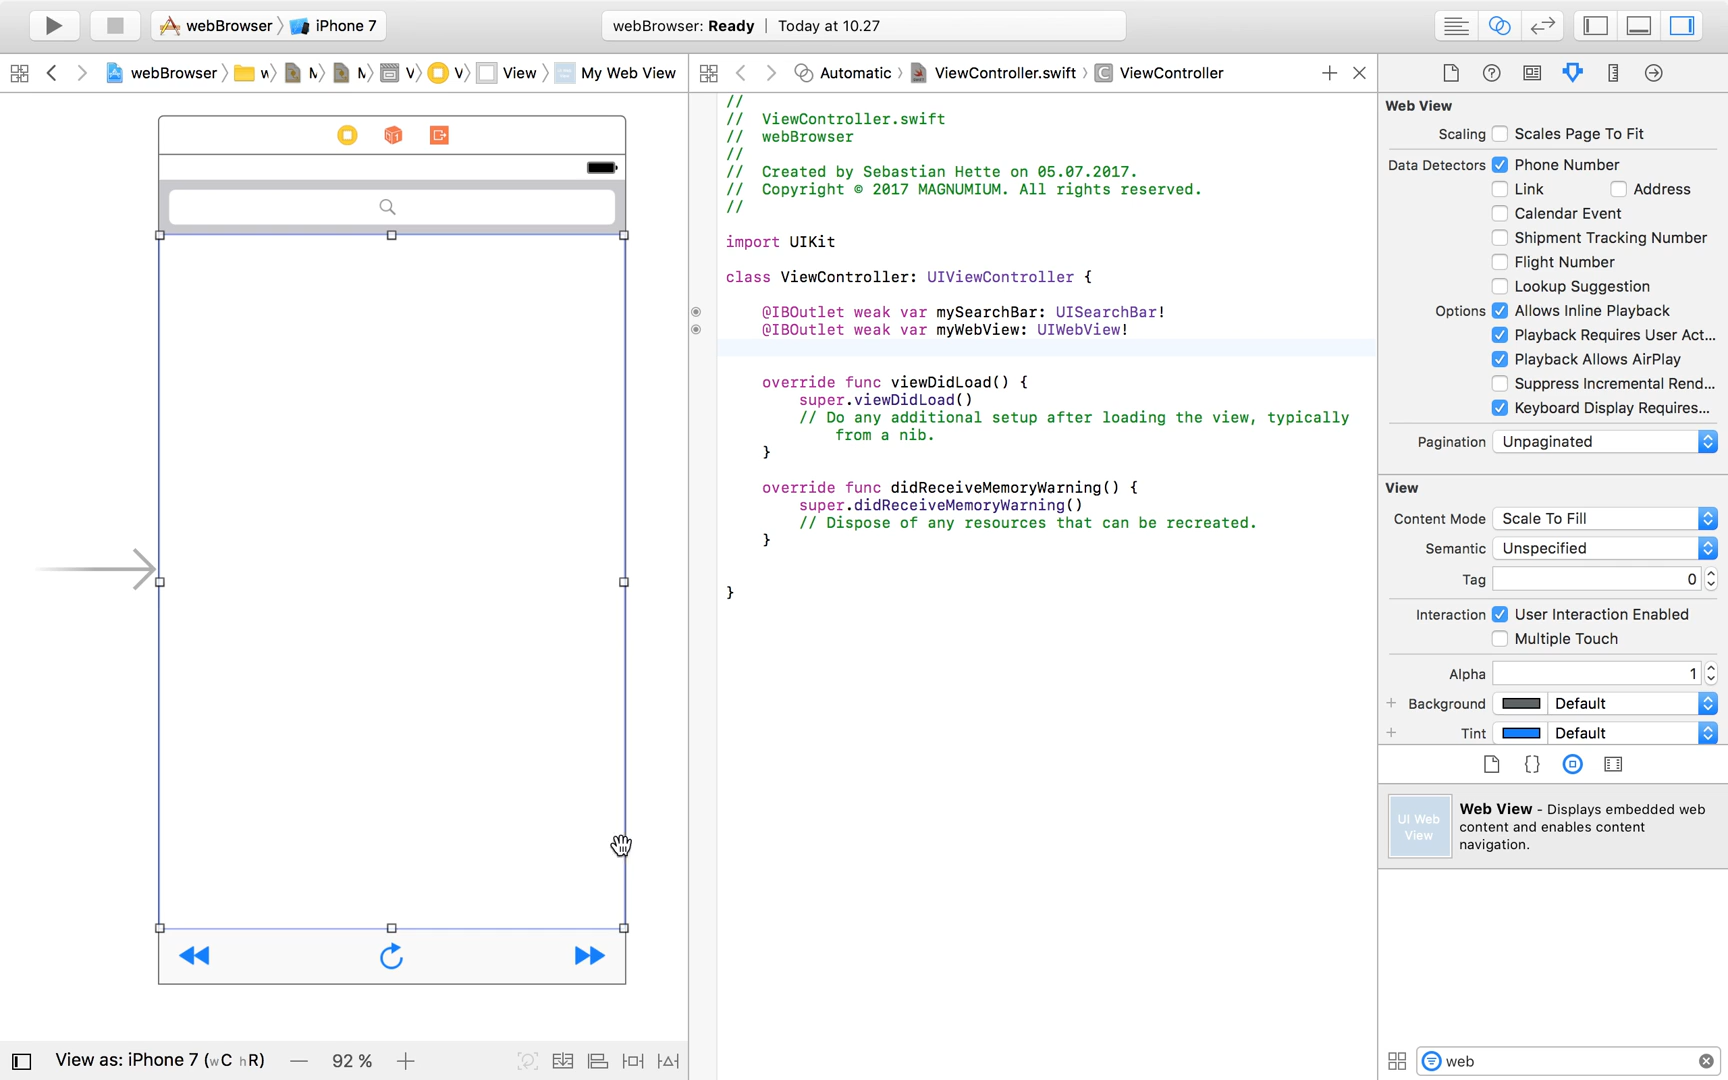 webBrowser iPhone 7 webBrowser: Ready | Today at 10.27
webBrowser w M M V V View My Web View Automatic ViewController.swift ViewController
//
// ViewController.swift
// webBrowser
//
// Created by Sebastian Hette on 05.07.2017.
// Copyright © 2017 MAGNUMIUM. All rights reserved.
//
import UIKit
class ViewController: UIViewController {
@IBOutlet weak var mySearchBar: UISearchBar!
@IBOutlet weak var myWebView: UIWebView!
override func viewDidLoad() {
super.viewDidLoad()
// Do any additional setup after loading the view, typically
from a nib.
}
override func didReceiveMemoryWarning() {
super.didReceiveMemoryWarning()
// Dispose of any resources that can be recreated.
}
}
Web View
Scaling Scales Page To Fit
Data Detectors Phone Number
Link Address
Calendar Event
Shipment Tracking Number
Flight Number
Lookup Suggestion
Options Allows Inline Playback
Playback Requires User Act...
Playback Allows AirPlay
Suppress Incremental Rend...
Keyboard Display Requires...
Pagination Unpaginated
View
Content Mode Scale To Fill
Semantic Unspecified
Tag 0
Interaction User Interaction Enabled
Multiple Touch
Alpha 1
+ Background Default
+ Tint Default
{}
UI Web
View
Web View - Displays embedded web
content and enables content
navigation.
View as: iPhone 7 (wC hR) — 92 % +
web